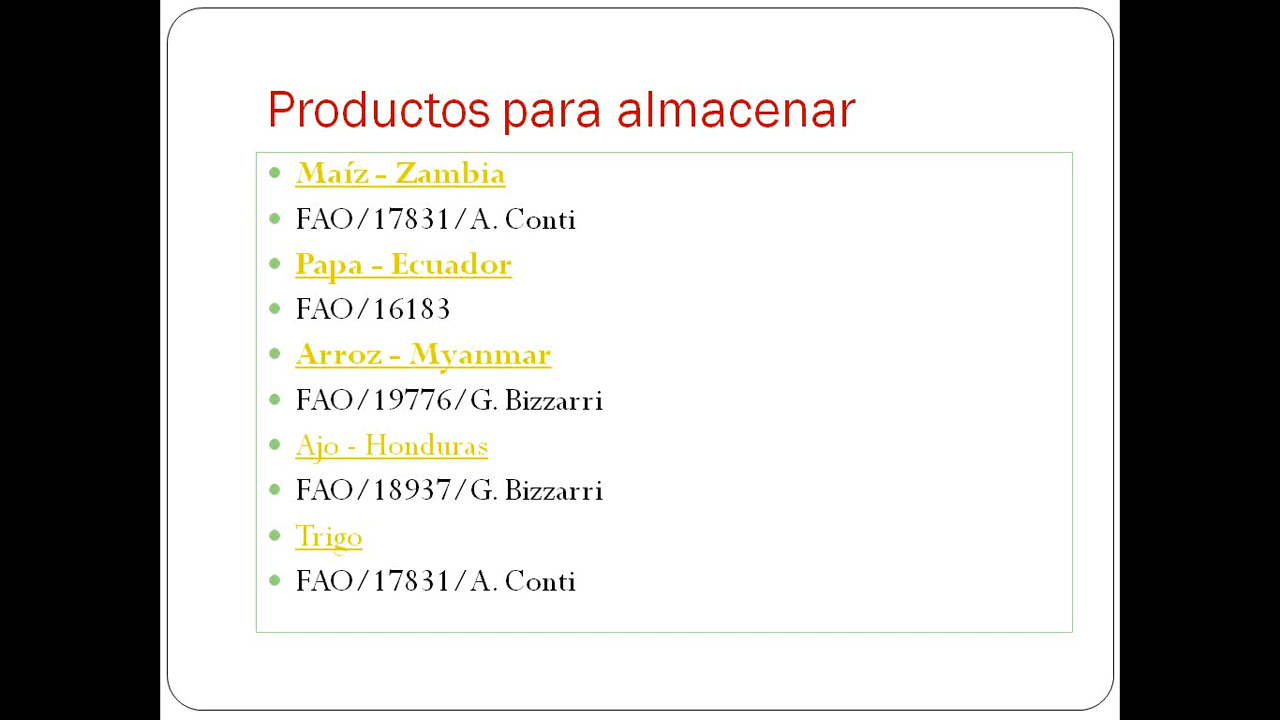 Productos para almacenar
Maíz - Zambia
FAO/17831/A. Conti
Papa - Ecuador
FAO/16183
Arroz - Myanmar
FAO/19776/G. Bizzarri
Ajo - Honduras
FAO/18937/G. Bizzarri
Trigo
FAO/17831/A. Conti